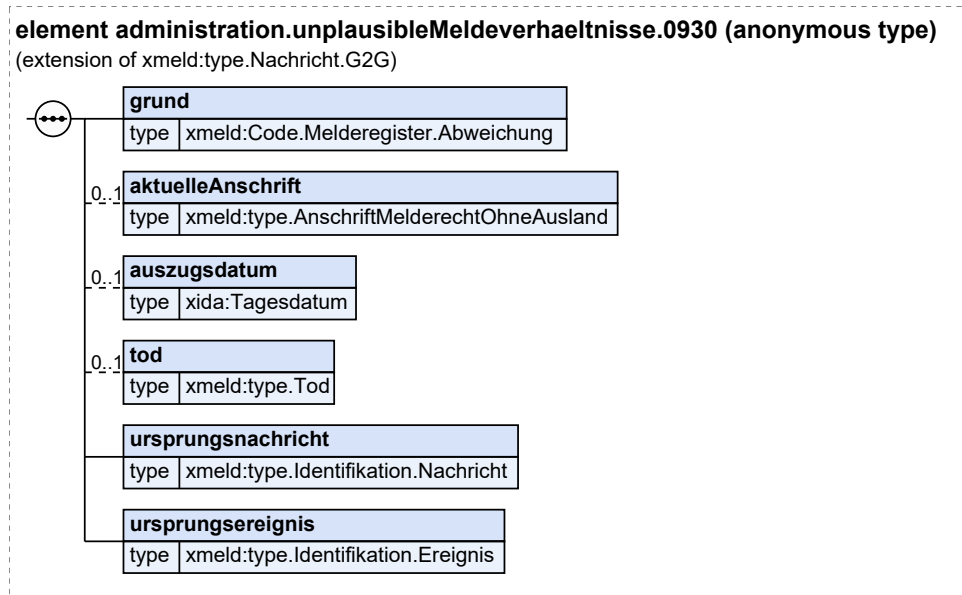 element administration.unplausibleMeldeverhaeltnisse.0930 (anonymous type)
(extension of xmeld:type.Nachricht.G2G)
grund
type xmeld:Code.Melderegister.Abweichung
0..1 aktuelleAnschrift
type xmeld:type.AnschriftMelderechtOhneAusland
0..1 auszugsdatum
type xida:Tagesdatum
0..1 tod
type xmeld:type.Tod
ursprungsnachricht
type xmeld:type.Identifikation.Nachricht
ursprungsereignis
type xmeld:type.Identifikation.Ereignis